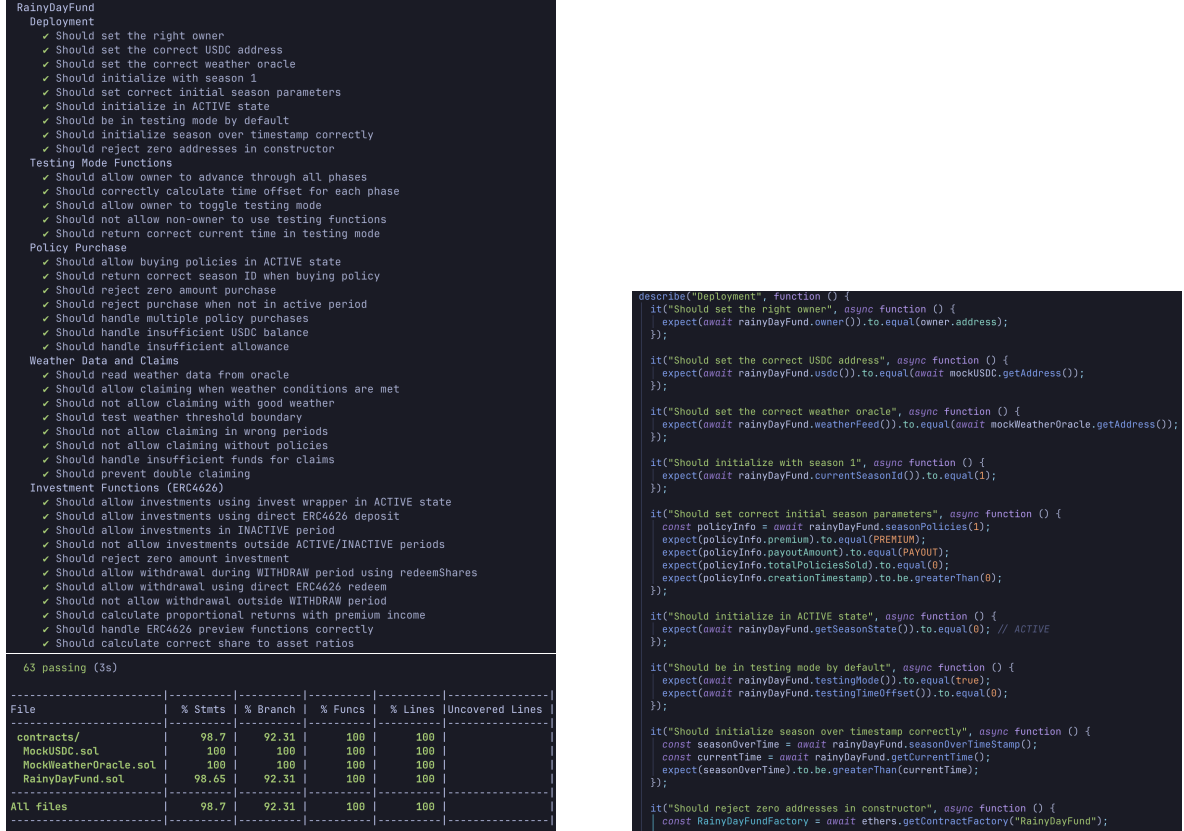 RainyDayFund
Deployment
✔ Should set the right owner
✔ Should set the correct USDC address
✔ Should set the correct weather oracle
✔ Should initialize with season 1
✔ Should set correct initial season parameters
✔ Should initialize in ACTIVE state
✔ Should be in testing mode by default
✔ Should initialize season over timestamp correctly
✔ Should reject zero addresses in constructor
Testing Mode Functions
✔ Should allow owner to advance through all phases
✔ Should correctly calculate time offset for each phase
✔ Should allow owner to toggle testing mode
✔ Should not allow non-owner to use testing functions
✔ Should return correct current time in testing mode
Policy Purchase
✔ Should allow buying policies in ACTIVE state
✔ Should return correct season ID when buying policy
✔ Should reject zero amount purchase
✔ Should reject purchase when not in active period
✔ Should handle multiple policy purchases
✔ Should handle insufficient USDC balance
✔ Should handle insufficient allowance
Weather Data and Claims
✔ Should read weather data from oracle
✔ Should allow claiming when weather conditions are met
✔ Should not allow claiming with good weather
✔ Should test weather threshold boundary
✔ Should not allow claiming in wrong periods
✔ Should not allow claiming without policies
✔ Should handle insufficient funds for claims
✔ Should prevent double claiming
Investment Functions (ERC4626)
✔ Should allow investments using invest wrapper in ACTIVE state
✔ Should allow investments using direct ERC4626 deposit
✔ Should allow investments in INACTIVE period
✔ Should not allow investments outside ACTIVE/INACTIVE periods
✔ Should reject zero amount investment
✔ Should allow withdrawal during WITHDRAW period using redeemShares
✔ Should allow withdrawal using direct ERC4626 redeem
✔ Should not allow withdrawal outside WITHDRAW period
✔ Should calculate proportional returns with premium income
✔ Should handle ERC4626 preview functions correctly
✔ Should calculate correct share to asset ratios
63 passing (3s)
-----------------------|----------|----------|----------|----------|----------------|
File | % Stmts | % Branch | % Funcs | % Lines |Uncovered Lines |
-----------------------|----------|----------|----------|----------|----------------|
contracts/ | 98.7 | 92.31 | 100 | 100 | |
MockUSDC.sol | 100 | 100 | 100 | 100 | |
MockWeatherOracle.sol | 100 | 100 | 100 | 100 | |
RainyDayFund.sol | 98.65 | 92.31 | 100 | 100 | |
-----------------------|----------|----------|----------|----------|----------------|
All files | 98.7 | 92.31 | 100 | 100 | |
-----------------------|----------|----------|----------|----------|----------------|
describe("Deployment", function () {
it("Should set the right owner", async function () {
expect(await rainyDayFund.owner()).to.equal(owner.address);
});
it("Should set the correct USDC address", async function () {
expect(await rainyDayFund.usdc()).to.equal(await mockUSDC.getAddress());
});
it("Should set the correct weather oracle", async function () {
expect(await rainyDayFund.weatherFeed()).to.equal(await mockWeatherOracle.getAddress());
});
it("Should initialize with season 1", async function () {
expect(await rainyDayFund.currentSeasonId()).to.equal(1);
});
it("Should set correct initial season parameters", async function () {
const policyInfo = await rainyDayFund.seasonPolicies(1);
expect(policyInfo.premium).to.equal(PREMIUM);
expect(policyInfo.payoutAmount).to.equal(PAYOUT);
expect(policyInfo.totalPoliciesSold).to.equal(0);
expect(policyInfo.creationTimestamp).to.be.greaterThan(0);
});
it("Should initialize in ACTIVE state", async function () {
expect(await rainyDayFund.getSeasonState()).to.equal(0); // ACTIVE
});
it("Should be in testing mode by default", async function () {
expect(await rainyDayFund.testingMode()).to.equal(true);
expect(await rainyDayFund.testingTimeOffset()).to.equal(0);
});
it("Should initialize season over timestamp correctly", async function () {
const seasonOverTime = await rainyDayFund.seasonOverTimeStamp();
const currentTime = await rainyDayFund.getCurrentTime();
expect(seasonOverTime).to.be.greaterThan(currentTime);
});
it("Should reject zero addresses in constructor", async function () {
const RainyDayFundFactory = await ethers.getContractFactory("RainyDayFund");